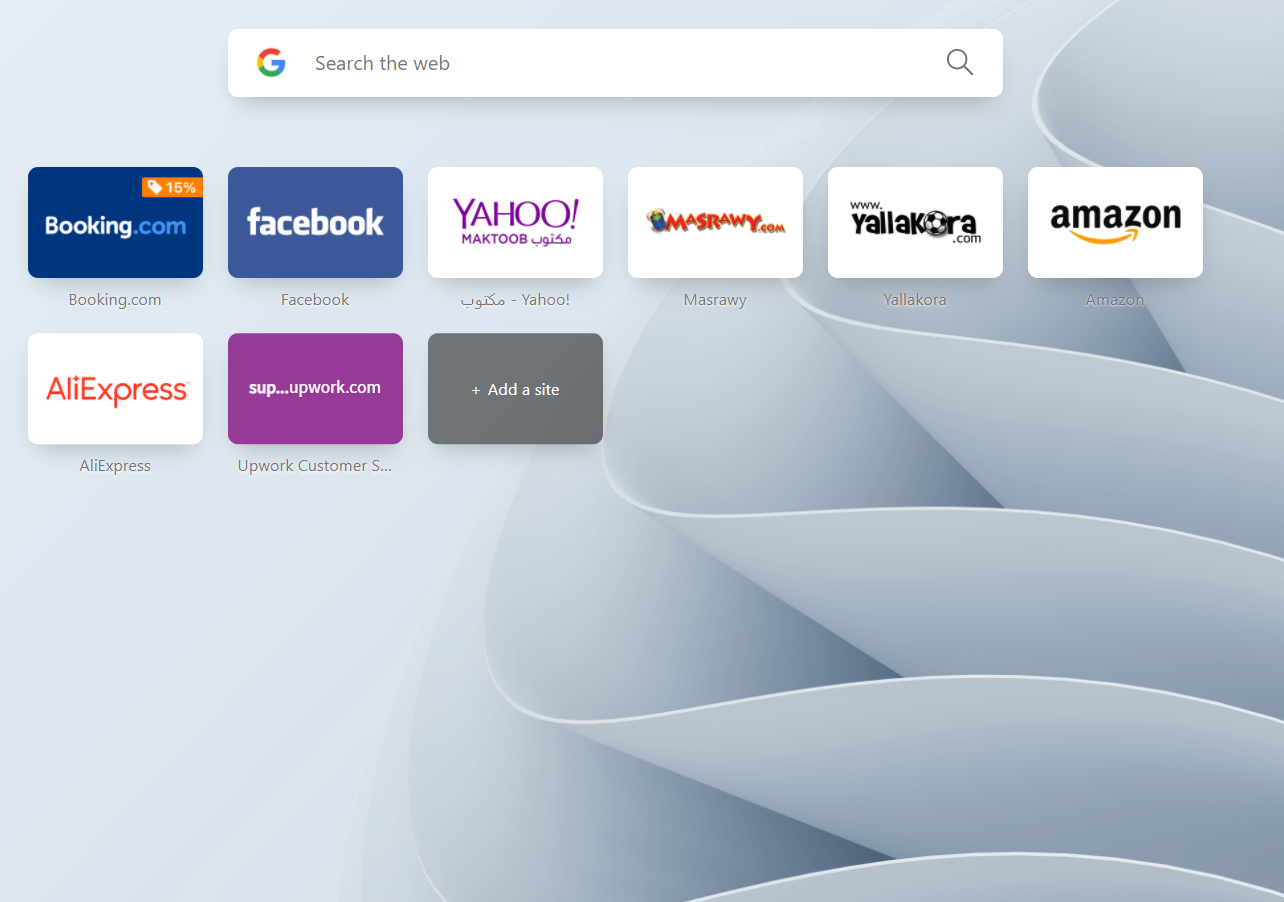 Search the web
15%
Booking.com
facebook
YAHOO!
MAKTOOB مكتوب
MASRAWY.COM
www.
yallakora
.com
amazon
Booking.com
Facebook
مكتوب - Yahoo!
Masrawy
Yallakora
Amazon
AliExpress
sup...upwork.com
+ Add a site
AliExpress
Upwork Customer S...